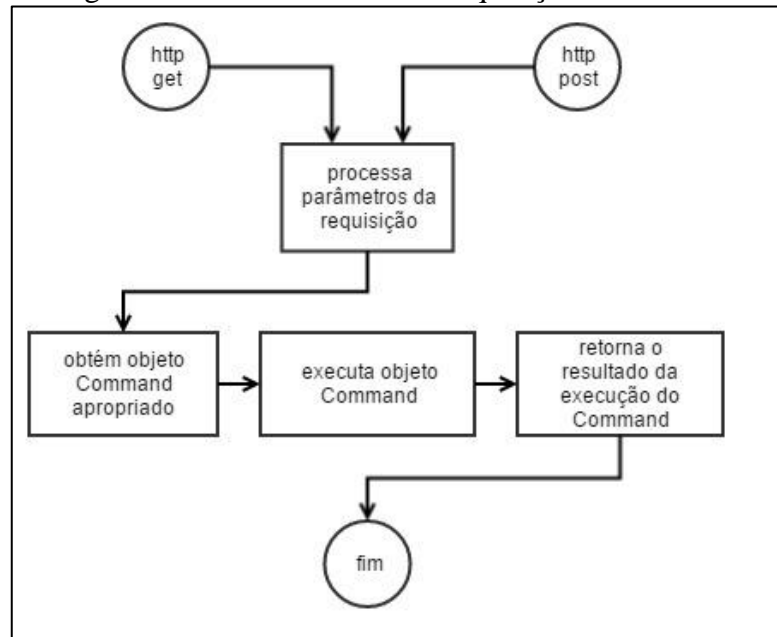 http
get
http
post
processa
parâmetros da
requisição
obtém objeto
Command
apropriado
executa objeto
Command
retorna o
resultado da
execução do
Command
fim